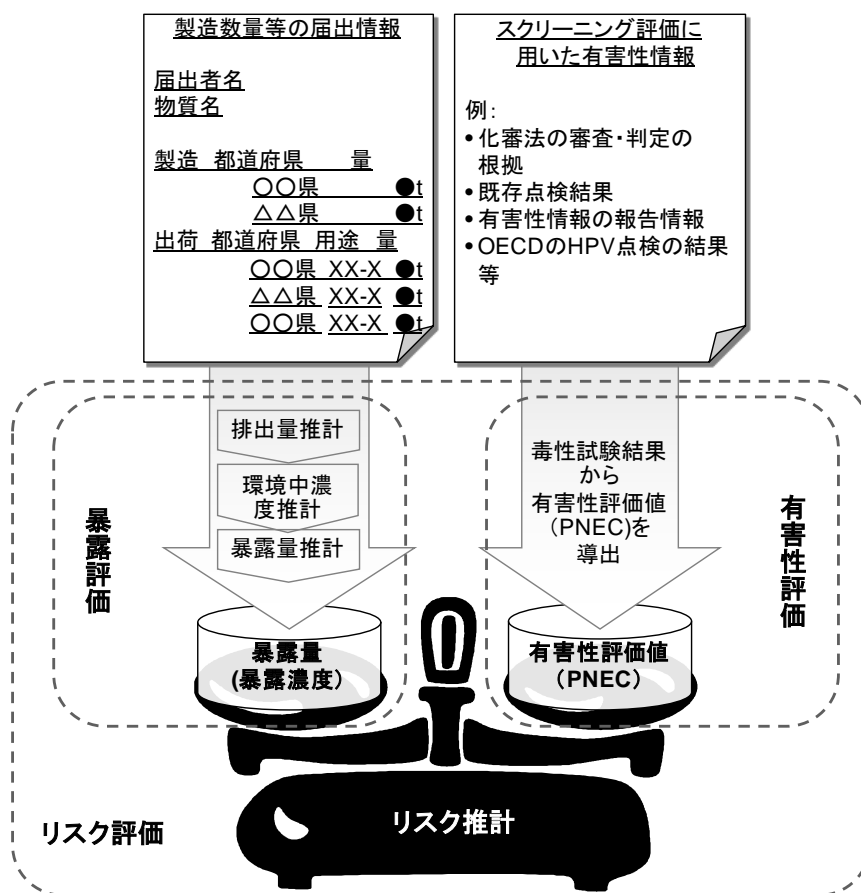 製造数量等の届出情報
届出者名
物質名
製造 都道府県 量
〇〇県 ●t
△△県 ●t
出荷 都道府県 用途 量
〇〇県 XX-X ●t
△△県 XX-X ●t
〇〇県 XX-X ●t
スクリーニング評価に
用いた有害性情報
例:
•化審法の審査・判定の
根拠
•既存点検結果
•有害性情報の報告情報
•OECDのHPV点検の結果
等
排出量推計
環境中濃
度推計
暴露量推計
毒性試験結果
から
有害性評価値
(PNEC)を
導出
暴露評価
有害性評価
暴露量
(暴露濃度)
有害性評価値
(PNEC)
リスク評価
リスク推計